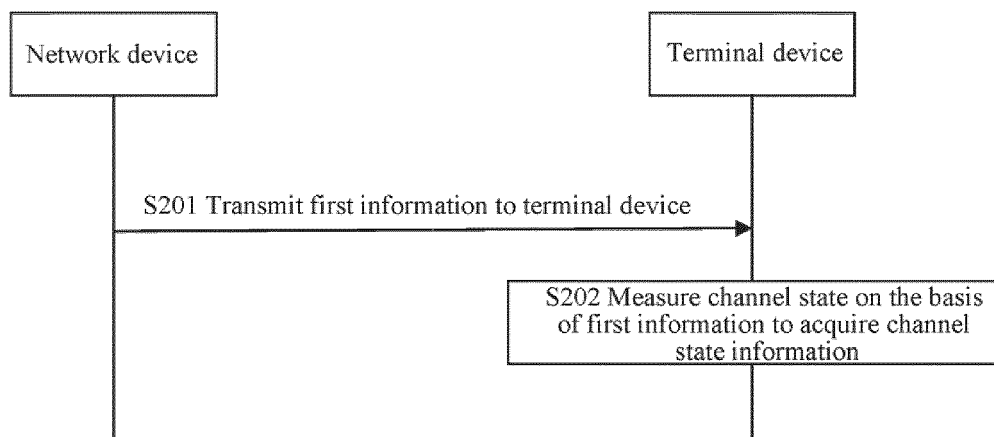 Network device
Terminal device
S201 Transmit first information to terminal device
S202 Measure channel state on the basis
of first information to acquire channel
state information